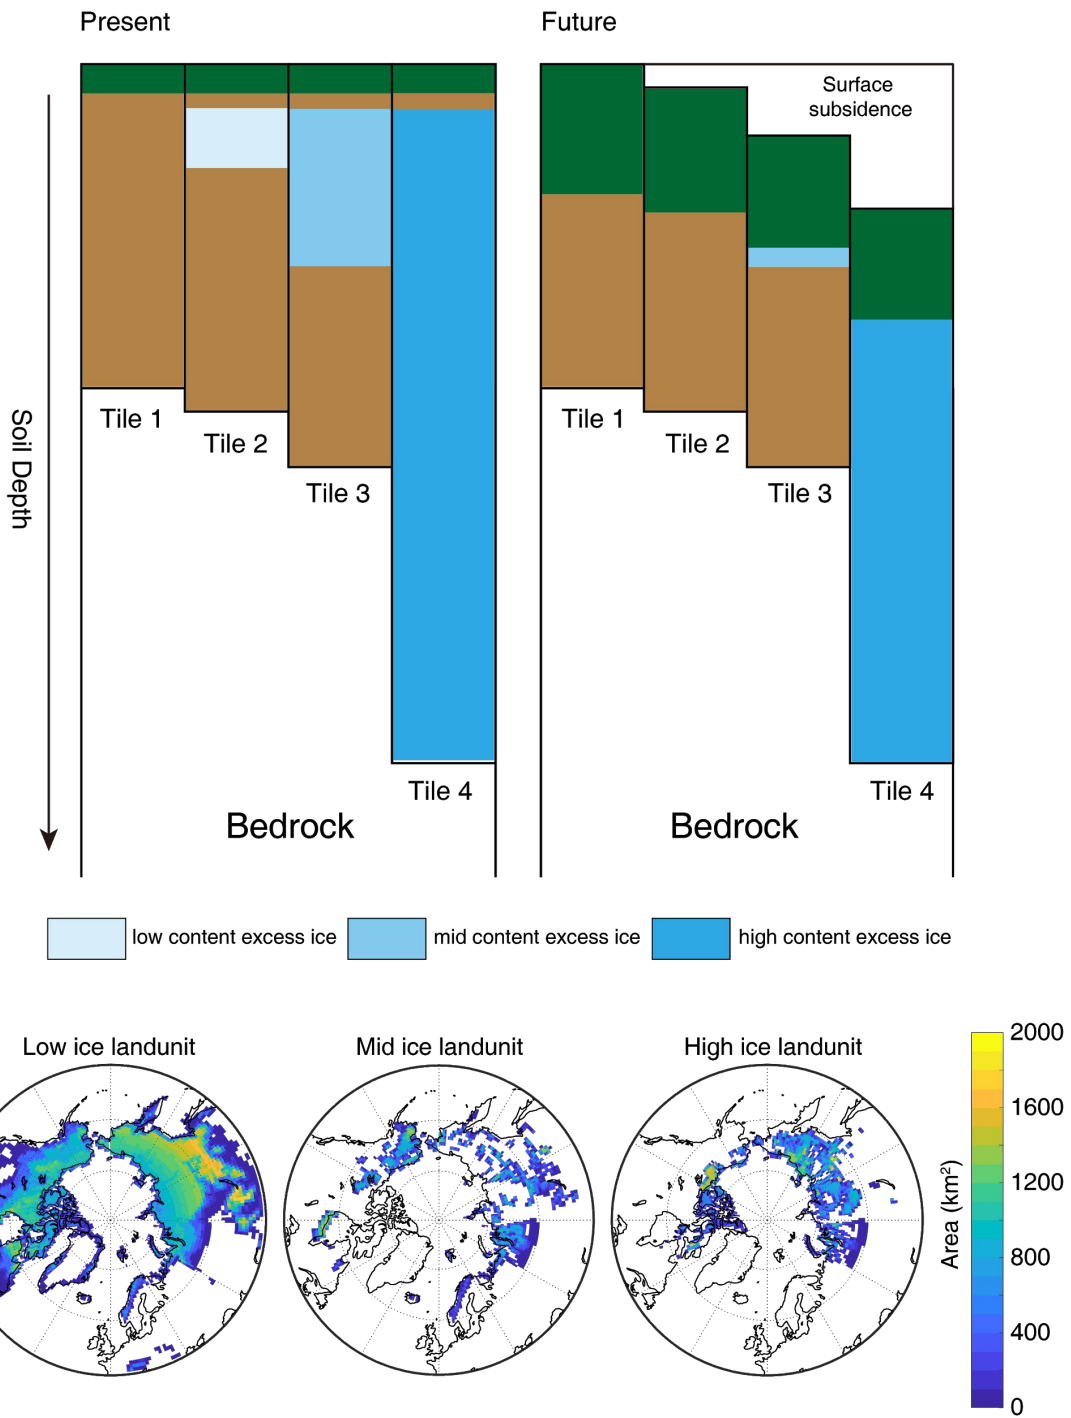 Present
Future
Surface
subsidence
Soil Depth
Tile 1
Tile 2
Tile 3
Tile 4
Bedrock
Tile 1
Tile 2
Tile 3
Tile 4
Bedrock
low content excess ice
mid content excess ice
high content excess ice
Low ice landunit
Mid ice landunit
High ice landunit
2000
1600
1200
800
400
0
Area (km²)